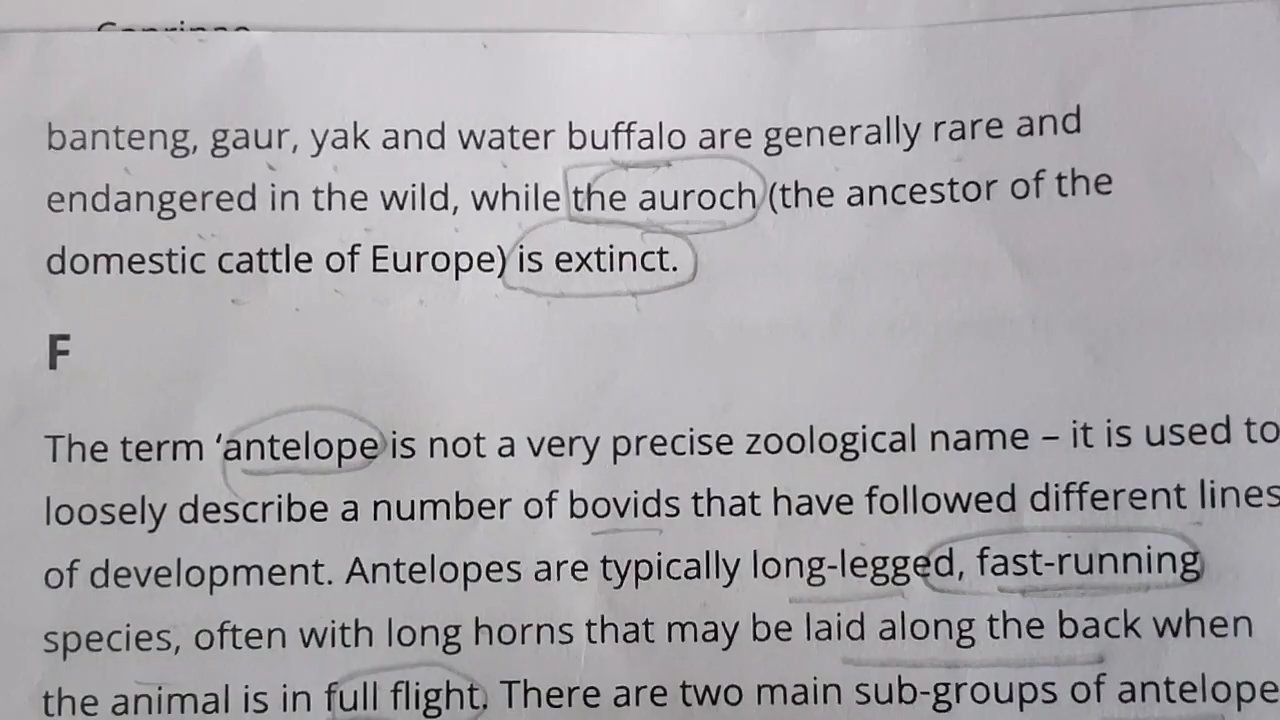 banteng, gaur, yak and water buffalo are generally rare and
endangered in the wild, while the auroch (the ancestor of the
domestic cattle of Europe) is extinct.
F
The term ‘antelope is not a very precise zoological name – it is used to
loosely describe a number of bovids that have followed different lines
of development. Antelopes are typically long-legged, fast-running
species, often with long horns that may be laid along the back when
the animal is in full flight. There are two main sub-groups of antelope